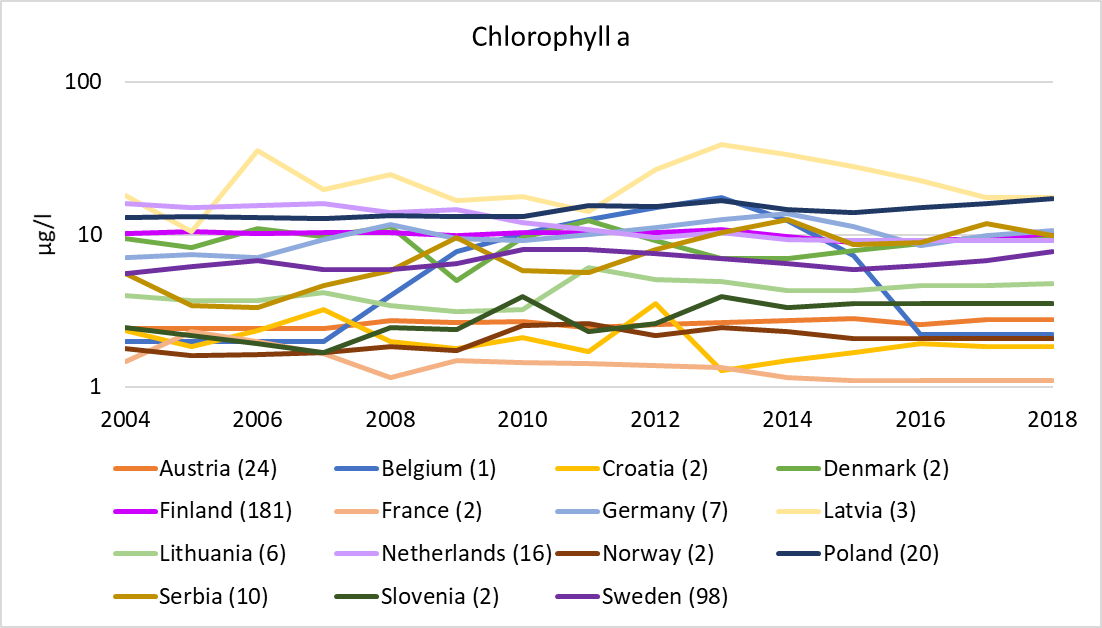 Chlorophyll a
100
10
1
µg/l
2004 2006 2008 2010 2012 2014 2016 2018
Austria (24) Belgium (1) Croatia (2) Denmark (2)
Finland (181) France (2) Germany (7) Latvia (3)
Lithuania (6) Netherlands (16) Norway (2) Poland (20)
Serbia (10) Slovenia (2) Sweden (98)